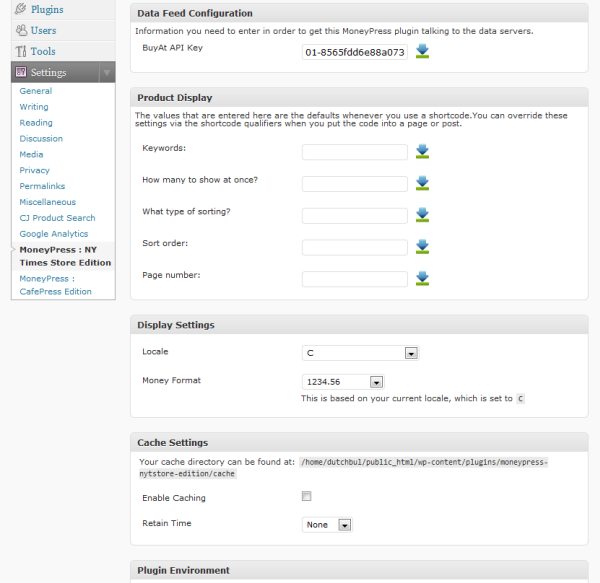 Plugins
Users
Tools
Settings
General
Writing
Reading
Discussion
Media
Privacy
Permalinks
Miscellaneous
CJ Product Search
Google Analytics
MoneyPress : NY
Times Store Edition
MoneyPress :
CafePress Edition
Data Feed Configuration
Information you need to enter in order to get this MoneyPress plugin talking to the data servers.
BuyAt API Key
01-8565fdd6e88a073
Product Display
The values that are entered here are the defaults whenever you use a shortcode.You can override these
settings via the shortcode qualifiers when you put the code into a page or post.
Keywords:
How many to show at once?
What type of sorting?
Sort order:
Page number:
Display Settings
Locale
C
Money Format
1234.56
This is based on your current locale, which is set to C
Cache Settings
Your cache directory can be found at: /home/dutchbul/public_html/wp-content/plugins/moneypress-
nytstore-edition/cache
Enable Caching
Retain Time
None
Plugin Environment